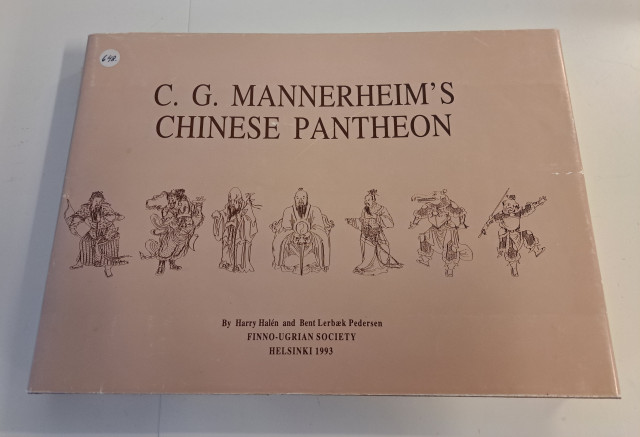 C. G. MANNERHEIM'S
CHINESE PANTHEON
By Harry Halén and Bent Lerbæk Pedersen
FINNO-UGRIAN SOCIETY
HELSINKI 1993